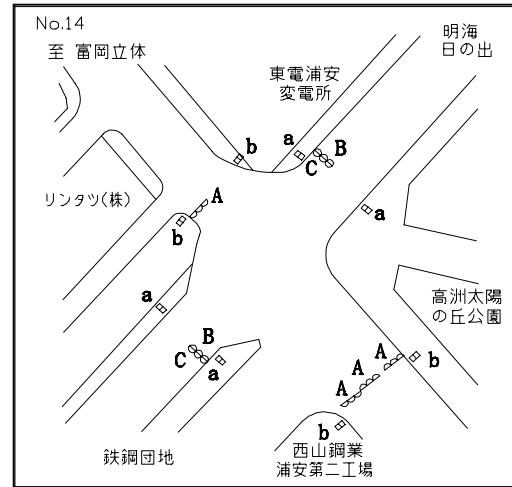 No.14
至 富岡立体
明海
日の出
東電浦安
変電所
b
a
B
C
リンタツ(株)
A
b
a
a
高洲太陽
の丘公園
B
C
a
A
A
A
b
b
鉄鋼団地
西山鋼業
浦安第二工場